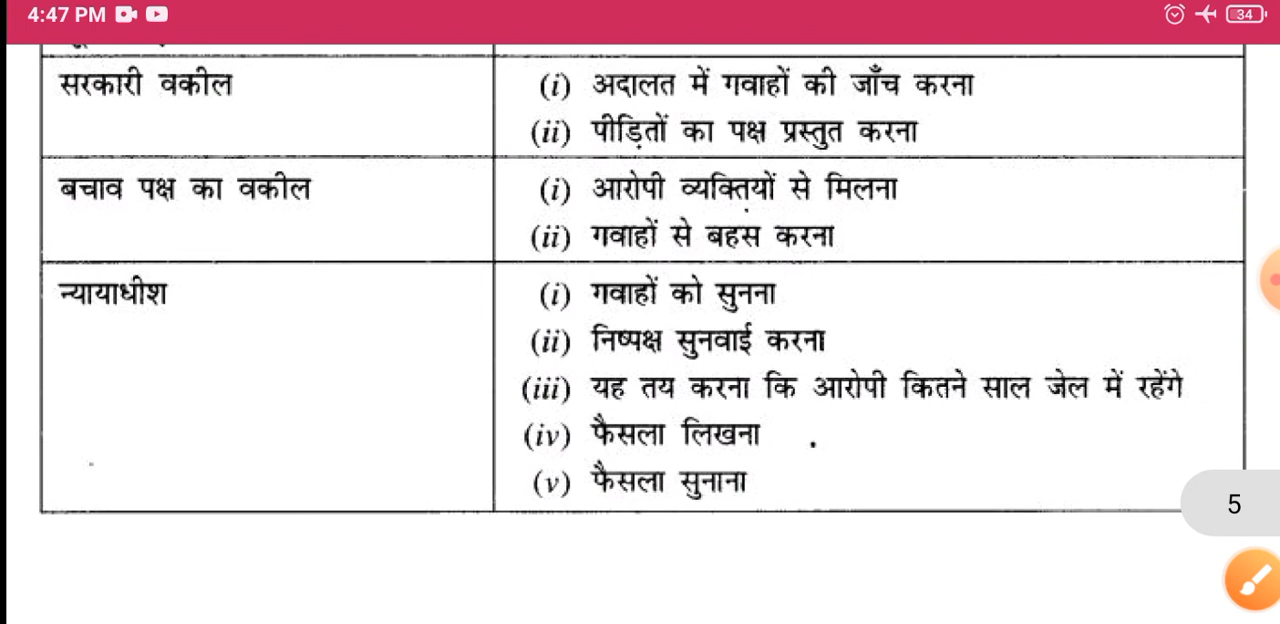 4:47 PM
34
सरकारी वकील
(i) अदालत में गवाहों की जाँच करना
(ii) पीड़ितों का पक्ष प्रस्तुत करना
बचाव पक्ष का वकील
(i) आरोपी व्यक्तियों से मिलना
(ii) गवाहों से बहस करना
न्यायाधीश
(i) गवाहों को सुनना
(ii) निष्पक्ष सुनवाई करना
(iii) यह तय करना कि आरोपी कितने साल जेल में रहेंगे
(iv) फैसला लिखना
(v) फैसला सुनाना
5